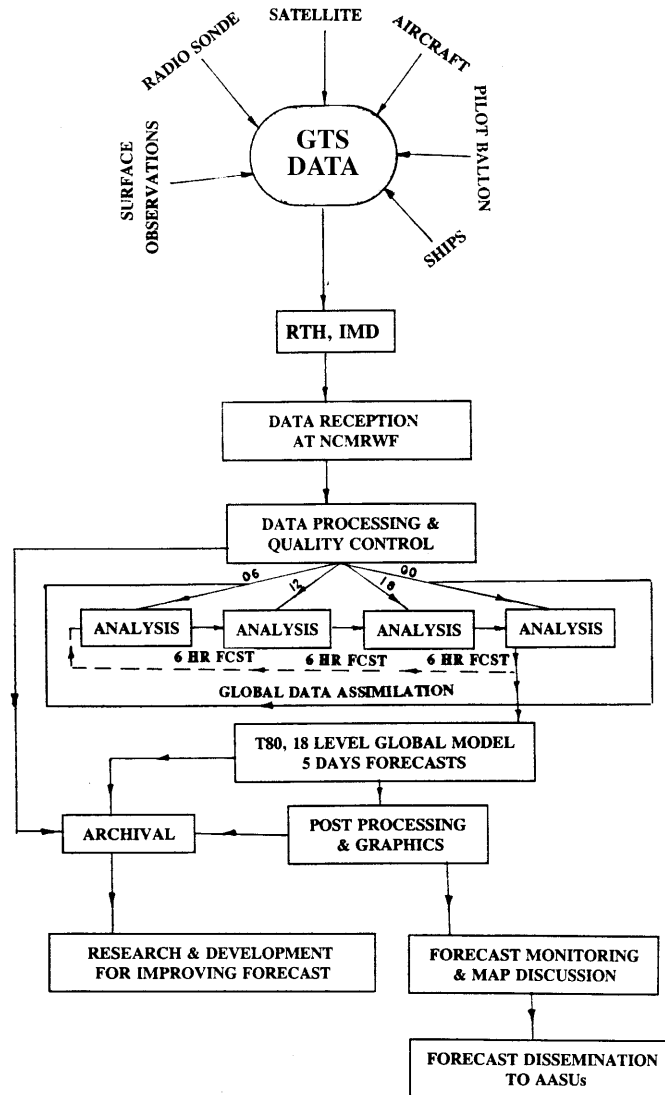 SATELLITE
RADIO SONDE
AIRCRAFT
PILOT BALLON
SURFACE
OBSERVATIONS
SHIPS
GTS
DATA
RTH, IMD
DATA RECEPTION
AT NCMRWF
DATA PROCESSING &
QUALITY CONTROL
06
12
18
00
ANALYSIS
ANALYSIS
ANALYSIS
ANALYSIS
6 HR FCST
6 HR FCST
6 HR FCST
GLOBAL DATA ASSIMILATION
T80, 18 LEVEL GLOBAL MODEL
5 DAYS FORECASTS
ARCHIVAL
POST PROCESSING
& GRAPHICS
RESEARCH & DEVELOPMENT
FOR IMPROVING FORECAST
FORECAST MONITORING
& MAP DISCUSSION
FORECAST DISSEMINATION
TO AASUs